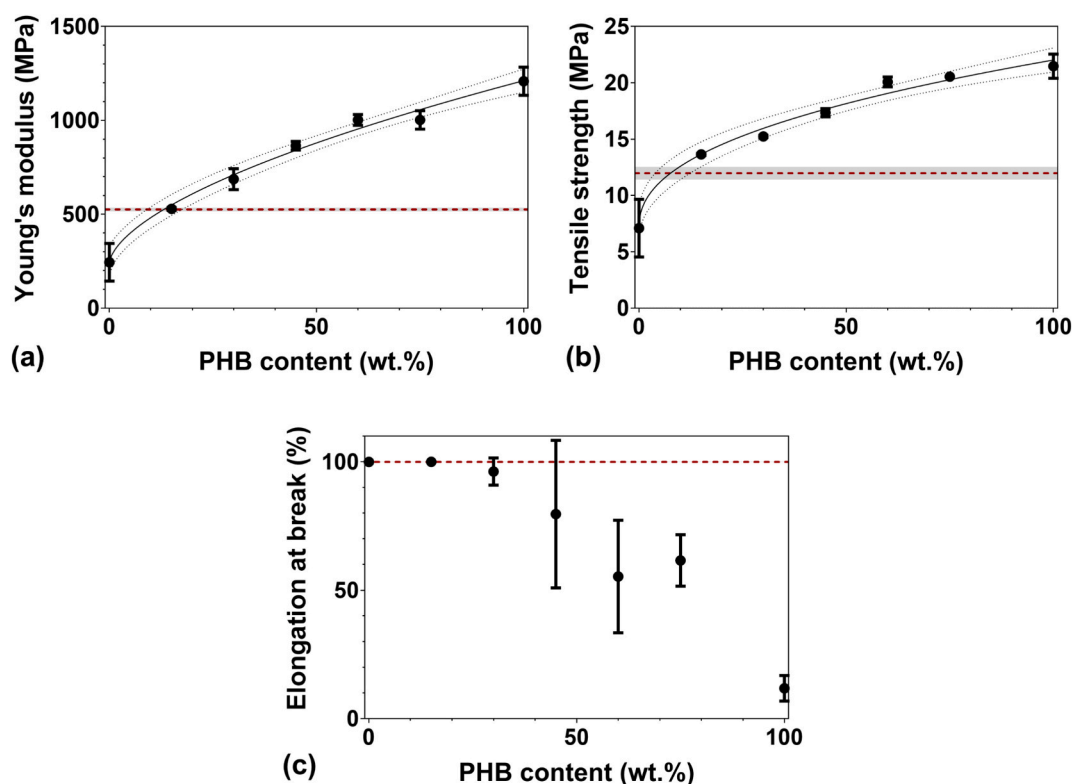 1500
1000
500
0
Young's modulus (MPa)
0
50
100
PHB content (wt.%)
(a)
25
20
15
10
5
0
Tensile strength (MPa)
0
50
100
PHB content (wt.%)
(b)
100
50
0
Elongation at break (%)
0
50
100
PHB content (wt.%)
(c)